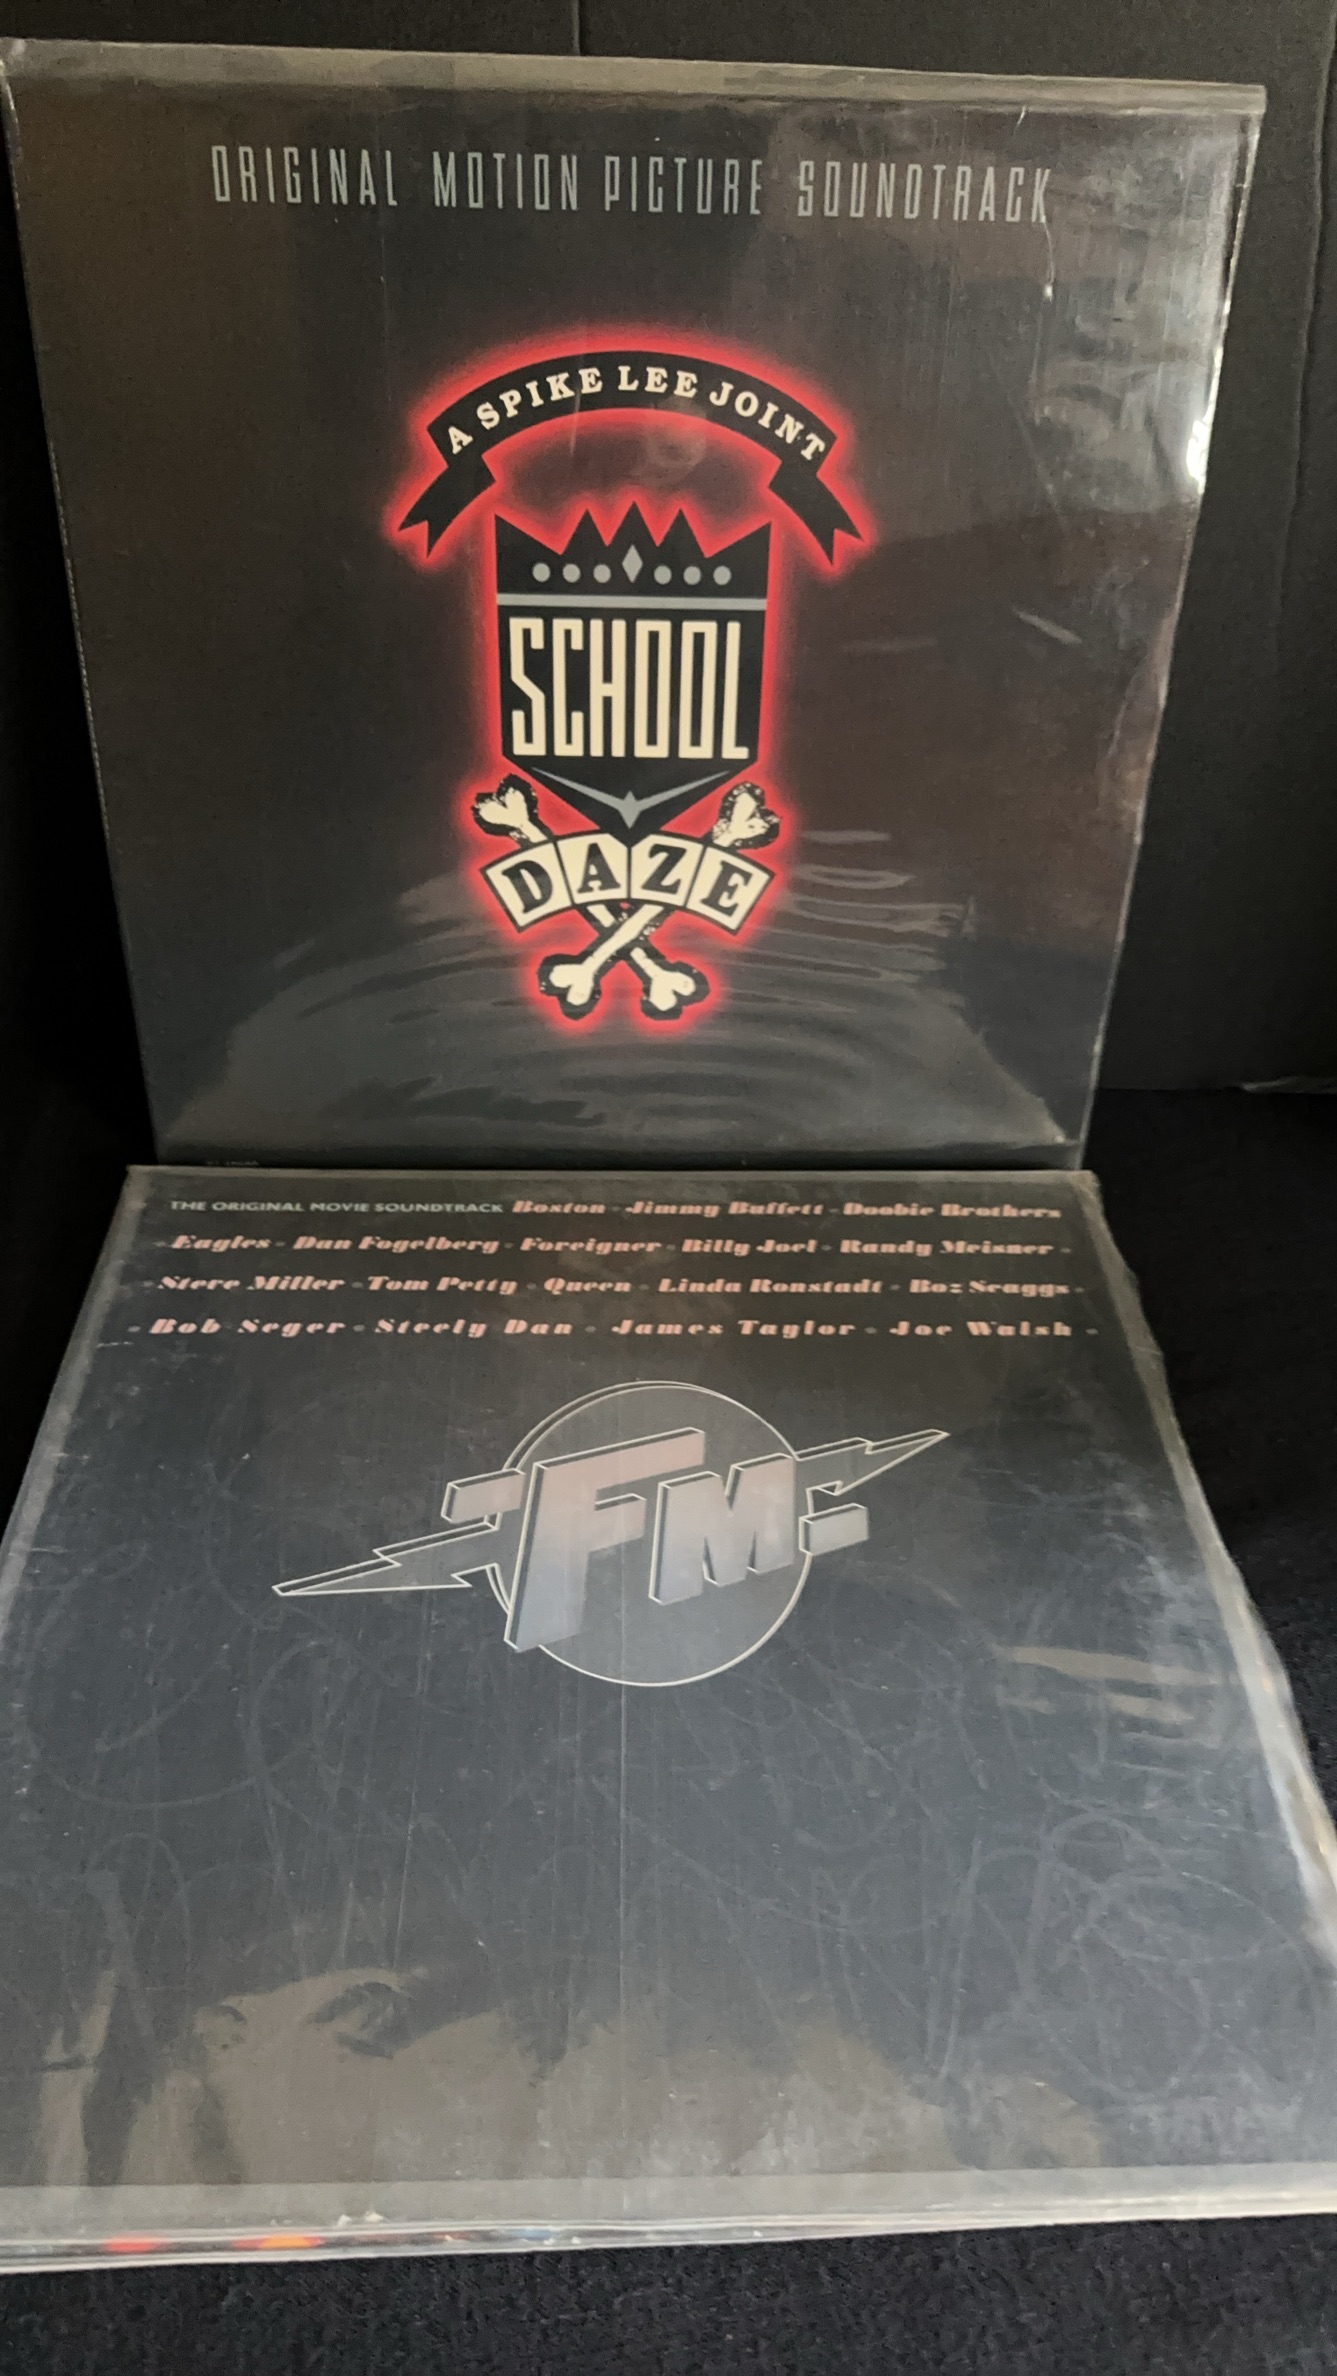 ORIGINAL MOTION PICTURE SOUNDTRACK
A SPIKE LEE JOINT
SCHOOL
DAZE
THE ORIGINAL MOVIE SOUNDTRACK Boston - Jimmy Buffett - Doobie Brothers
- Eagles - Dan Fogelberg - Foreigner - Billy Joel - Randy Meisner -
- Steve Miller - Tom Petty - Queen - Linda Ronstadt - Boz Scaggs -
- Bob Seger - Steely Dan - James Taylor - Joe Walsh -
FM